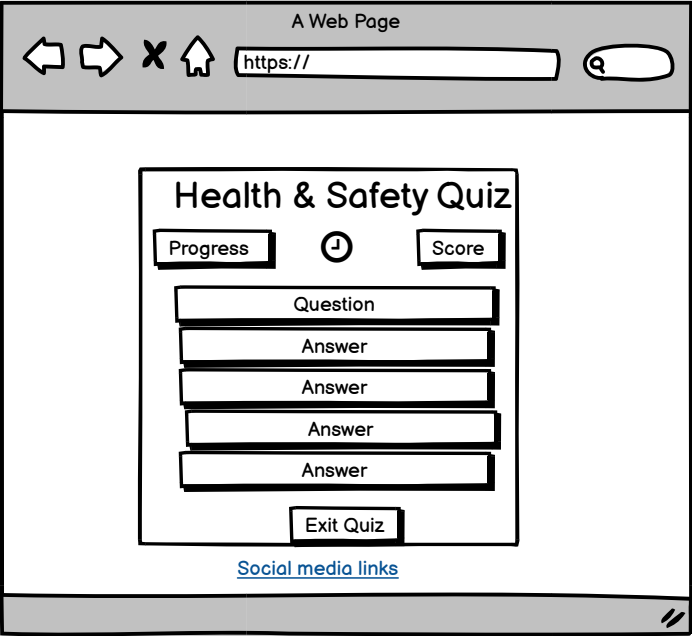 A Web Page
https://
Health & Safety Quiz
Progress
Score
Question
Answer
Answer
Answer
Answer
Exit Quiz
Social media links